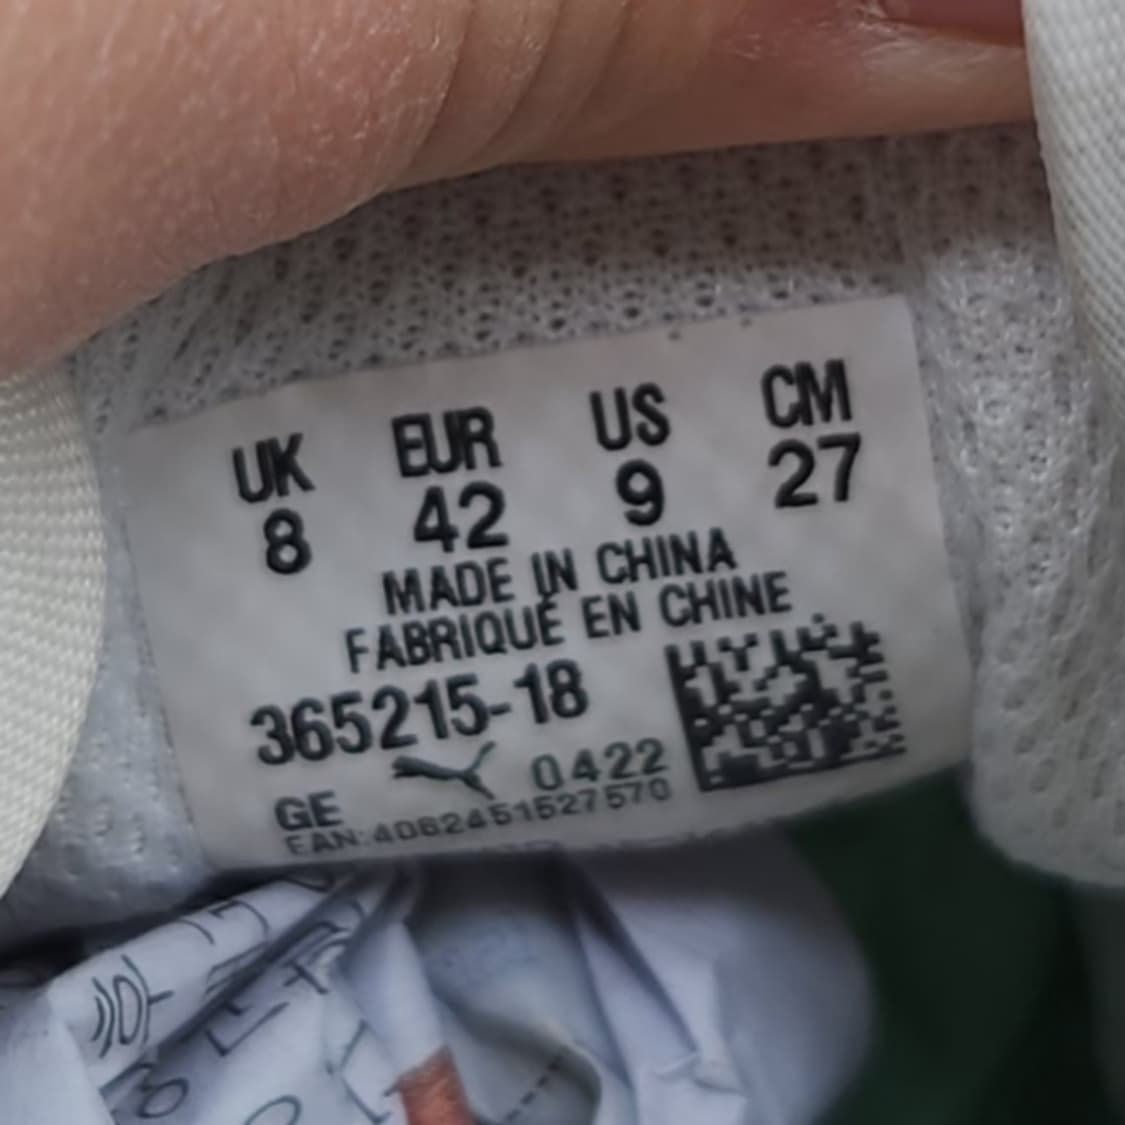 UK EUR US CM
8 42 9 27
MADE IN CHINA
FABRIQUÉ EN CHINE
365215-18
GE 0422
EAN:4062451527570